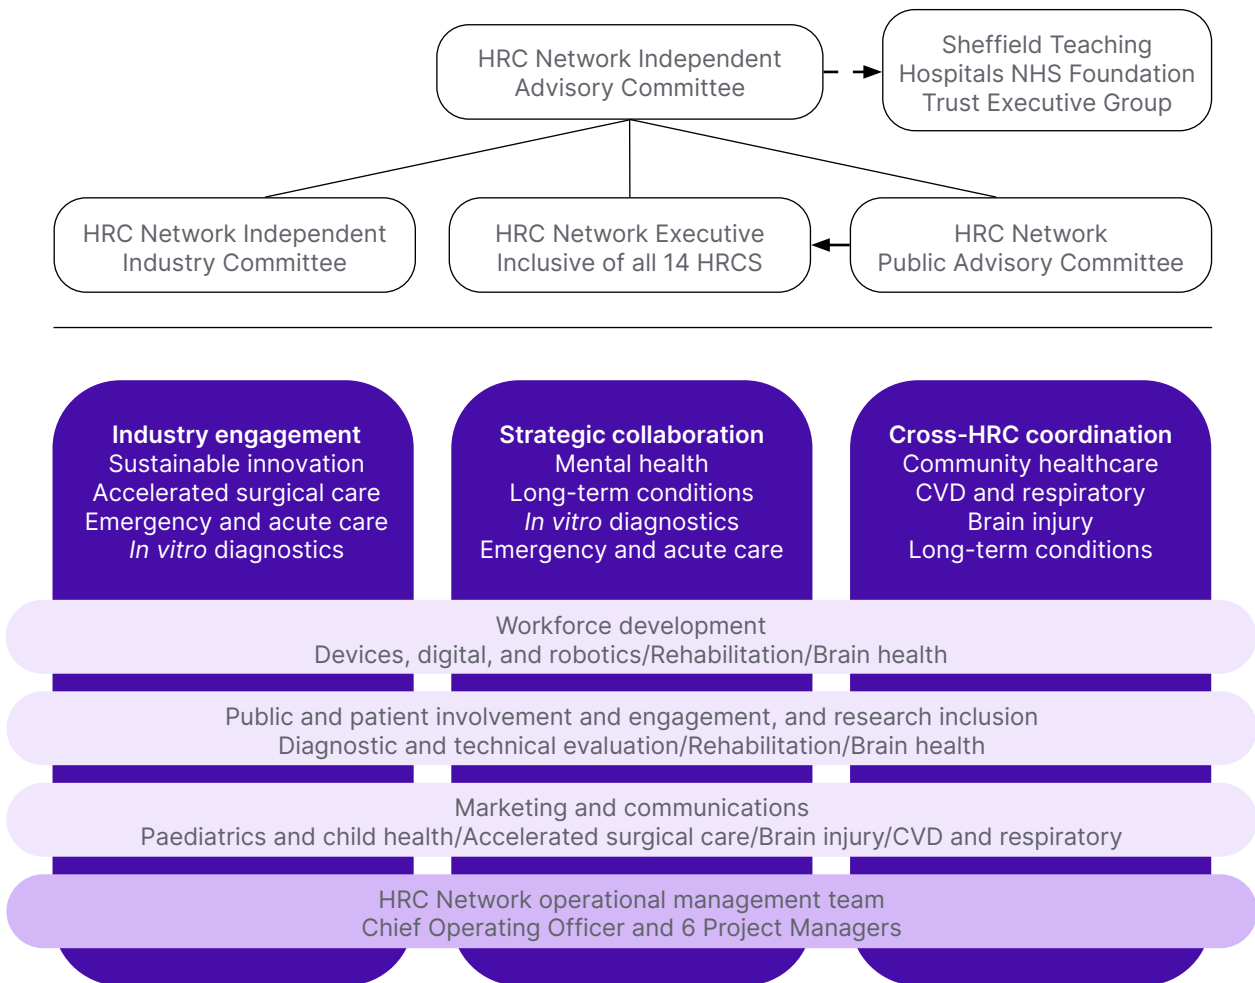 HRC Network Independent
Advisory Committee
Sheffield Teaching
Hospitals NHS Foundation
Trust Executive Group
HRC Network Independent
Industry Committee
HRC Network Executive
Inclusive of all 14 HRCS
HRC Network
Public Advisory Committee
Industry engagement
Sustainable innovation
Accelerated surgical care
Emergency and acute care
In vitro diagnostics
Strategic collaboration
Mental health
Long-term conditions
In vitro diagnostics
Emergency and acute care
Cross-HRC coordination
Community healthcare
CVD and respiratory
Brain injury
Long-term conditions
Workforce development
Devices, digital, and robotics/Rehabilitation/Brain health
Public and patient involvement and engagement, and research inclusion
Diagnostic and technical evaluation/Rehabilitation/Brain health
Marketing and communications
Paediatrics and child health/Accelerated surgical care/Brain injury/CVD and respiratory
HRC Network operational management team
Chief Operating Officer and 6 Project Managers